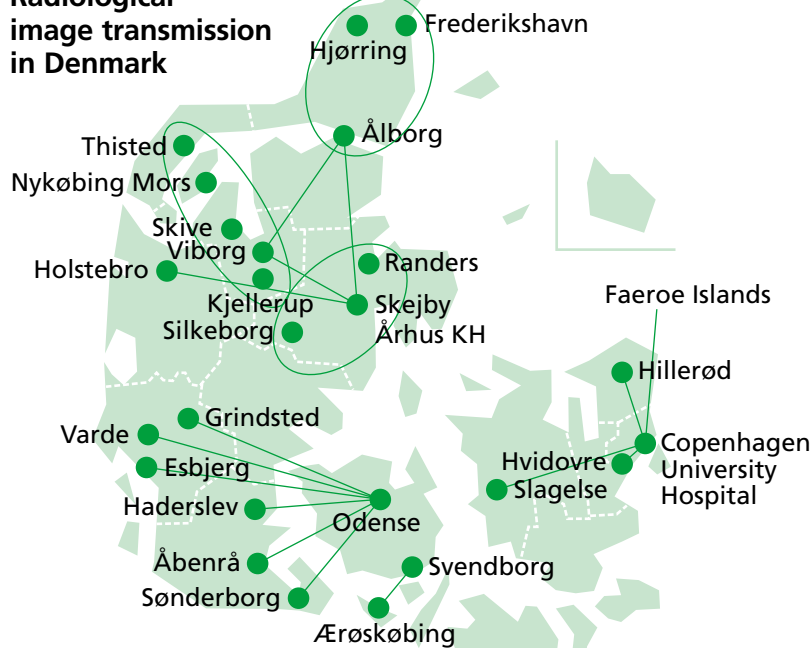 Radiological
image transmission
in Denmark
Frederikshavn
Hjørring
Ålborg
Thisted
Nykøbing Mors
Skive
Viborg
Holstebro
Randers
Kjellerup
Skejby
Århus KH
Silkeborg
Faeroe Islands
Hillerød
Grindsted
Varde
Copenhagen
University
Hospital
Hvidovre
Slagelse
Esbjerg
Haderslev
Odense
Åbenrå
Svendborg
Sønderborg
Ærøskøbing